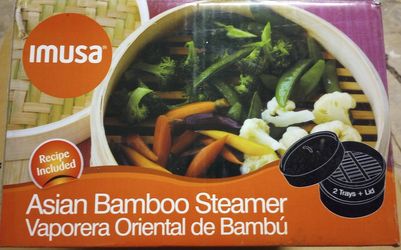 IMUSA®
Recipe
Included
2 Trays + Lid
Asian Bamboo Steamer
Vaporera Oriental de Bambú